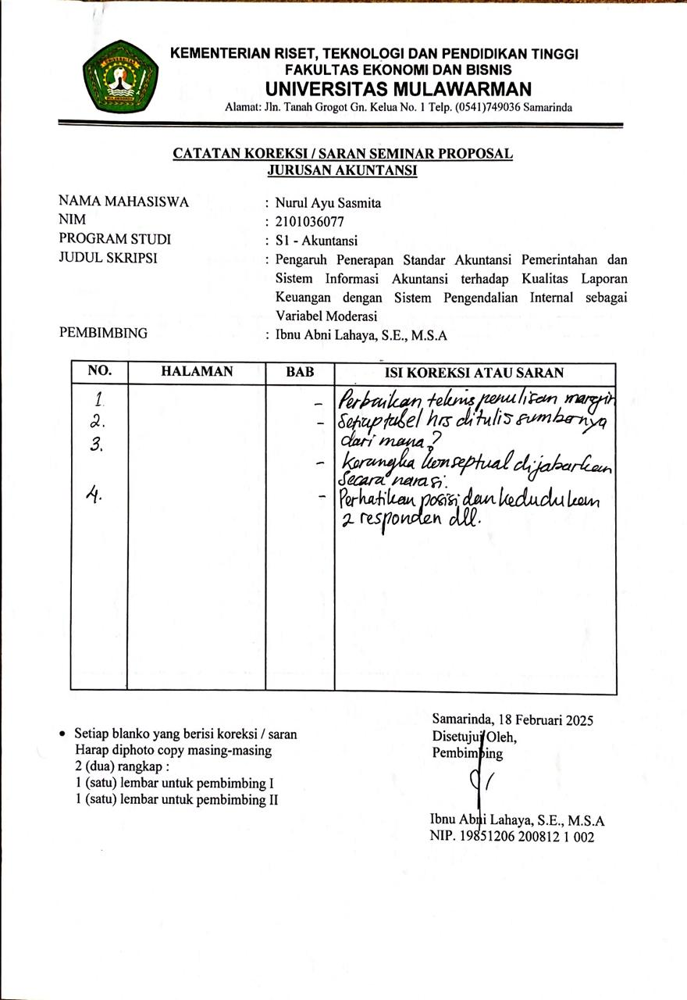 KEMENTERIAN RISET, TEKNOLOGI DAN PENDIDIKAN TINGGI
FAKULTAS EKONOMI DAN BISNIS
UNIVERSITAS MULAWARMAN
Alamat: Jln. Tanah Grogot Gn. Kelua No. 1 Telp. (0541)749036 Samarinda
CATATAN KOREKSI / SARAN SEMINAR PROPOSAL
JURUSAN AKUNTANSI
NAMA MAHASISWA : Nurul Ayu Sasmita
NIM : 2101036077
PROGRAM STUDI : S1 - Akuntansi
JUDUL SKRIPSI : Pengaruh Penerapan Standar Akuntansi Pemerintahan dan
Sistem Informasi Akuntansi terhadap Kualitas Laporan
Keuangan dengan Sistem Pengendalian Internal sebagai
Variabel Moderasi
PEMBIMBING : Ibnu Abni Lahaya, S.E., M.S.A
NO. HALAMAN BAB ISI KOREKSI ATAU SARAN
1. - Perbaikan teknis penulisan margin
2. - Setiap tabel hrs ditulis sumbernya
3. dari mana?
- Kerangka konseptual dijabarkan
secara narasi.
4. - Perhatikan posisi dan kedudukan
2 responden dll.
• Setiap blanko yang berisi koreksi / saran
Harap diphoto copy masing-masing
2 (dua) rangkap :
1 (satu) lembar untuk pembimbing I
1 (satu) lembar untuk pembimbing II
Samarinda, 18 Februari 2025
Disetujui Oleh,
Pembimbing
Ibnu Abni Lahaya, S.E., M.S.A
NIP. 19851206 200812 1 002